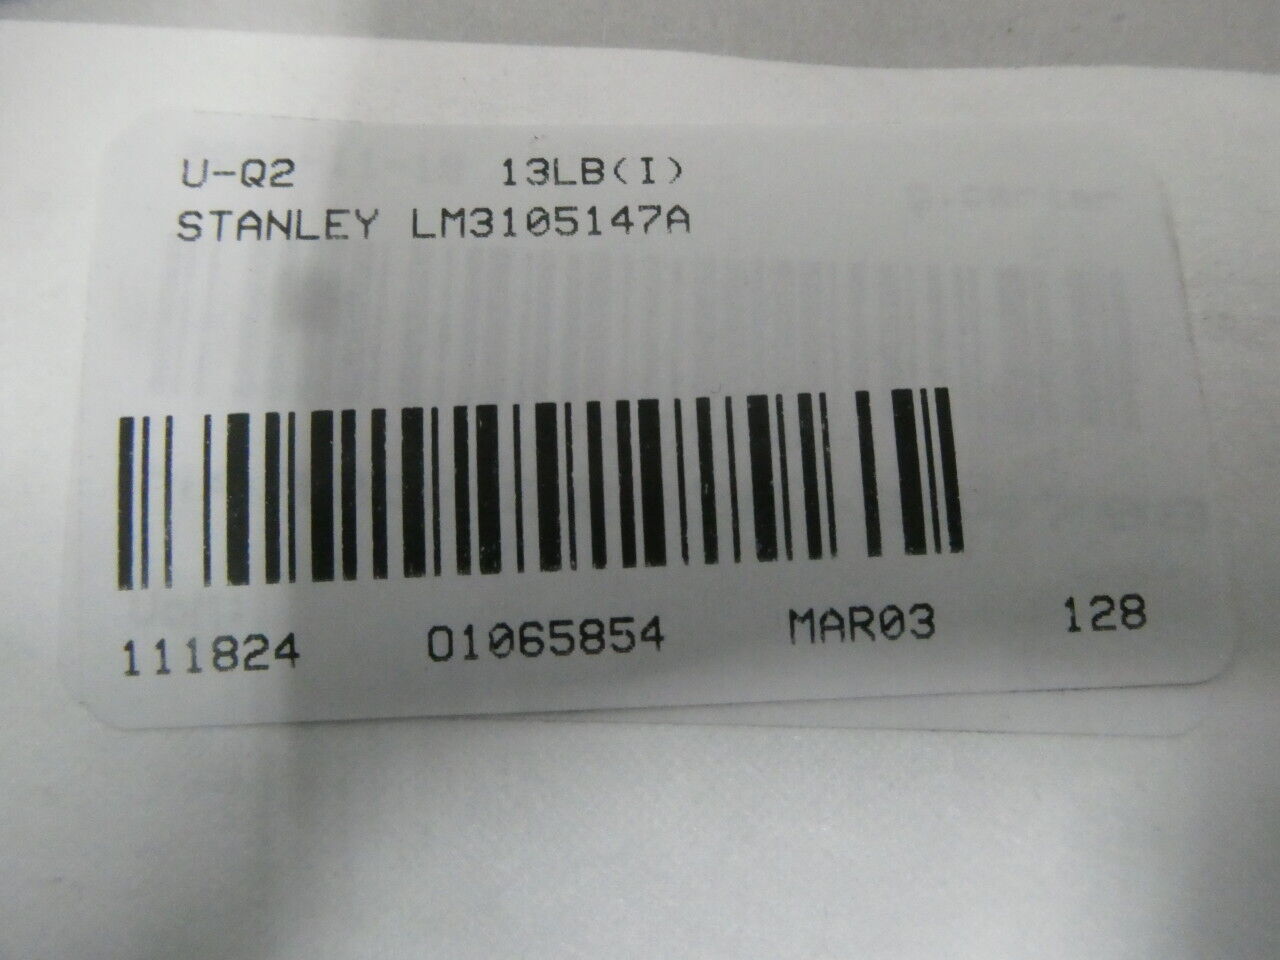 U-Q2 13LB(I)
STANLEY LM3105147A
111824 01065854 MAR03 128